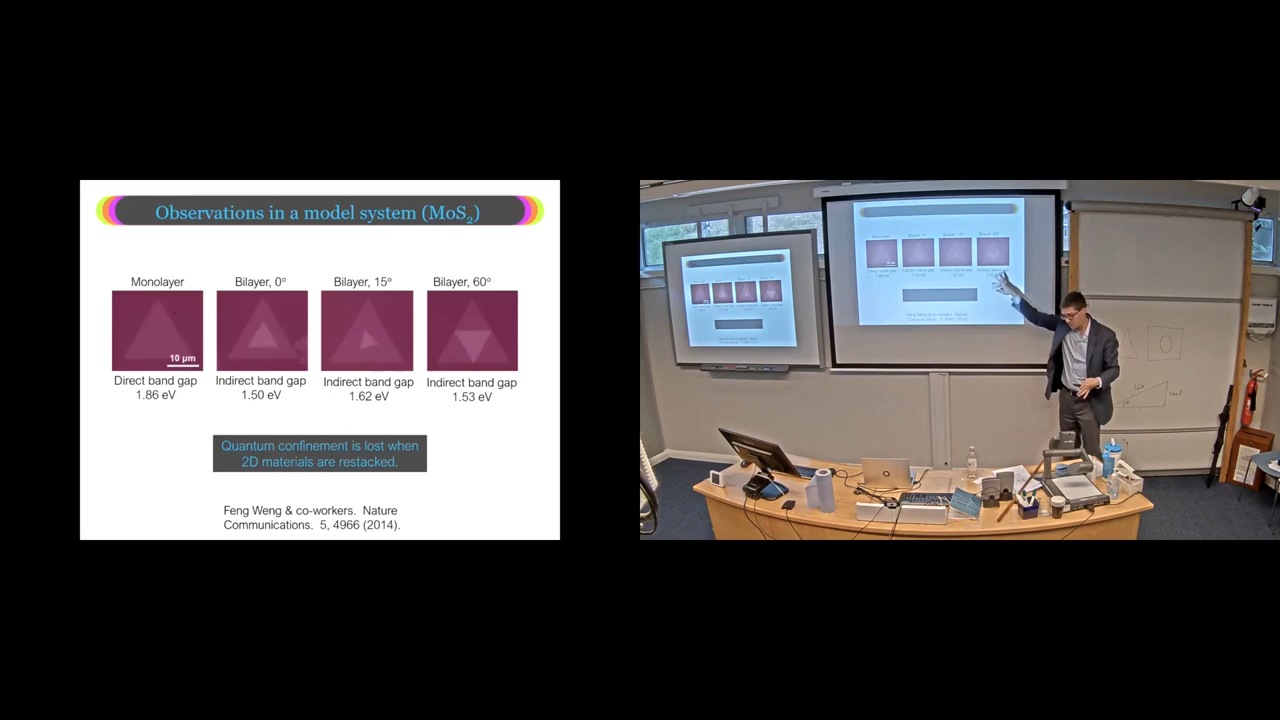 Observations in a model system (MoS₂)
Monolayer Bilayer, 0° Bilayer, 15° Bilayer, 60°
10 µm
Direct band gap Indirect band gap Indirect band gap Indirect band gap
1.86 eV 1.50 eV 1.62 eV 1.53 eV
Quantum confinement is lost when
2D materials are restacked.
Feng Weng & co-workers. Nature
Communications. 5, 4966 (2014).